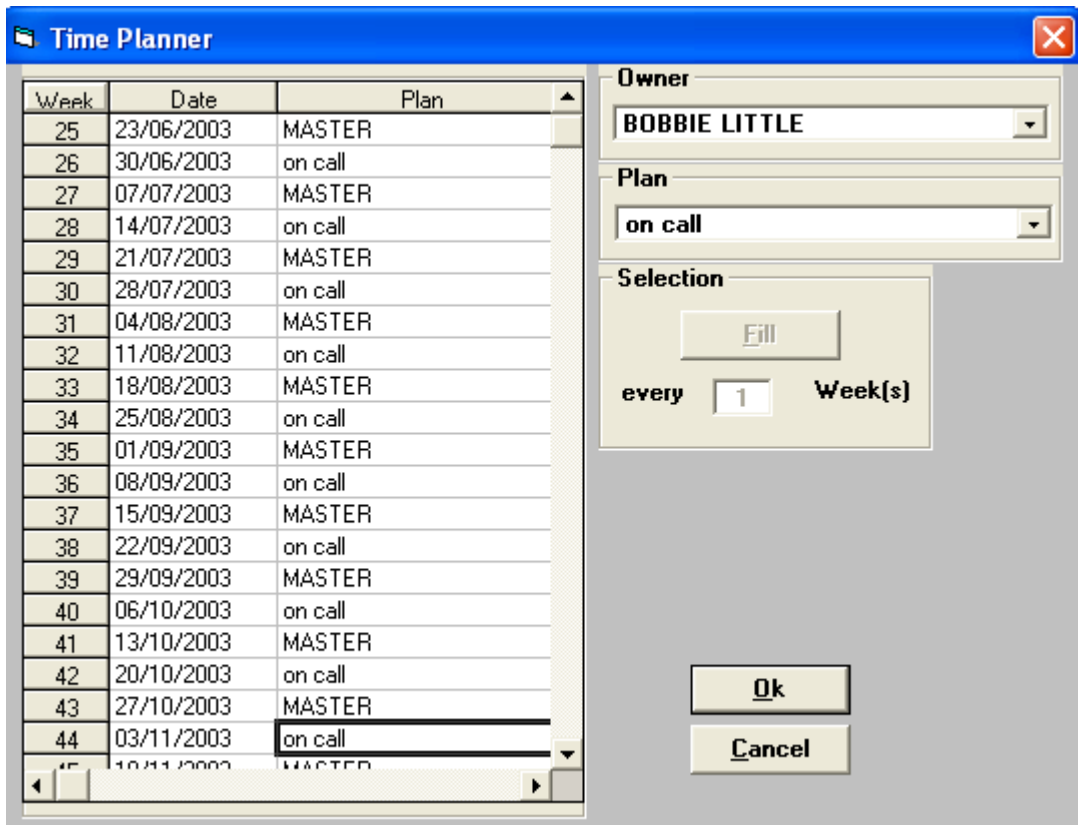 Time Planner
Week Date Plan
25 23/06/2003 MASTER
26 30/06/2003 on call
27 07/07/2003 MASTER
28 14/07/2003 on call
29 21/07/2003 MASTER
30 28/07/2003 on call
31 04/08/2003 MASTER
32 11/08/2003 on call
33 18/08/2003 MASTER
34 25/08/2003 on call
35 01/09/2003 MASTER
36 08/09/2003 on call
37 15/09/2003 MASTER
38 22/09/2003 on call
39 29/09/2003 MASTER
40 06/10/2003 on call
41 13/10/2003 MASTER
42 20/10/2003 on call
43 27/10/2003 MASTER
44 03/11/2003 on call
45 10/11/2003 MASTER
Owner
BOBBIE LITTLE
Plan
on call
Selection
Fill
every 1 Week(s)
Ok
Cancel